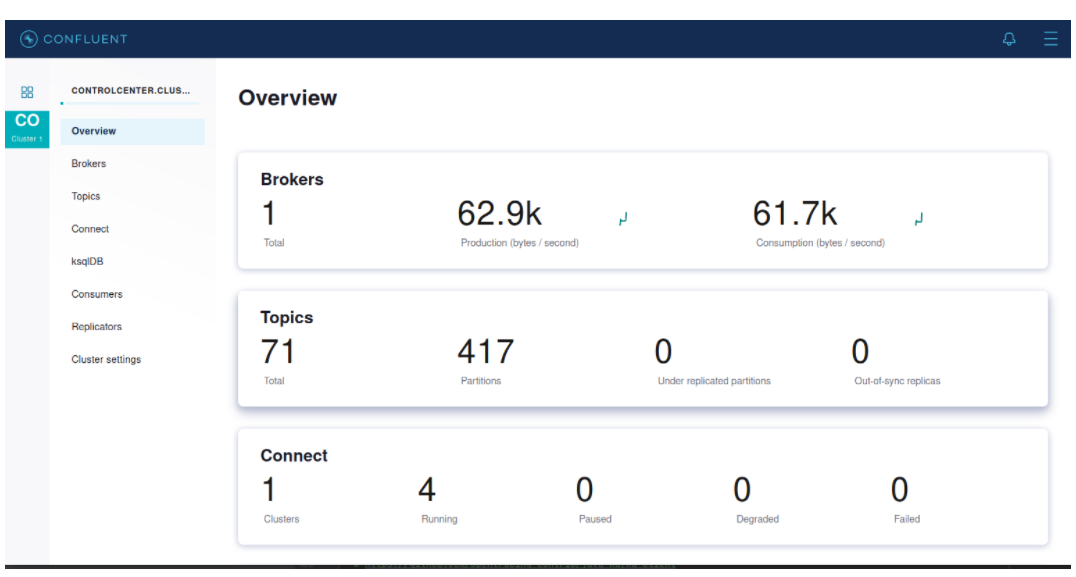 CONFLUENT
CO
Cluster 1
CONTROLCENTER.CLUS...
Overview
Brokers
Topics
Connect
ksqlDB
Consumers
Replicators
Cluster settings
Overview
Brokers
1 62.9k 61.7k
Total Production (bytes / second) Consumption (bytes / second)
Topics
71 417 0 0
Total Partitions Under replicated partitions Out-of-sync replicas
Connect
1 4 0 0 0
Clusters Running Paused Degraded Failed